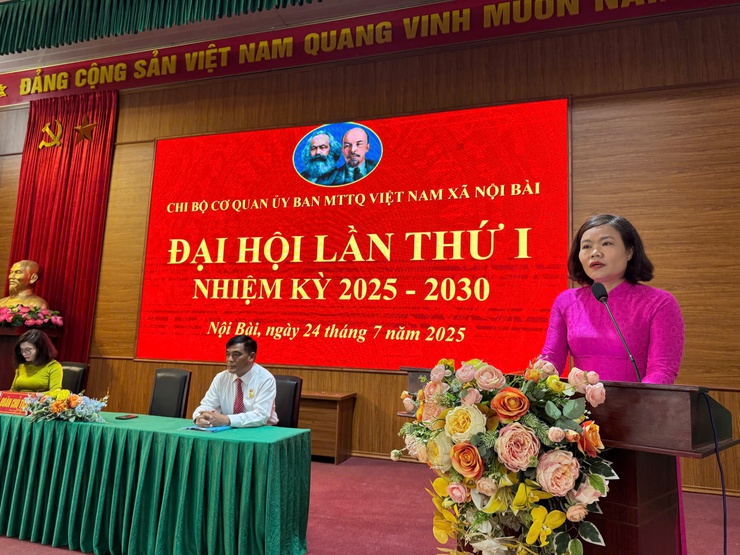 ĐẢNG CỘNG SẢN VIỆT NAM QUANG VINH MUÔN NĂM
CHI BỘ CƠ QUAN ỦY BAN MTTQ VIỆT NAM XÃ NỘI BÀI
ĐẠI HỘI LẦN THỨ I
NHIỆM KỲ 2025 - 2030
Nội Bài, ngày 24 tháng 7 năm 2025